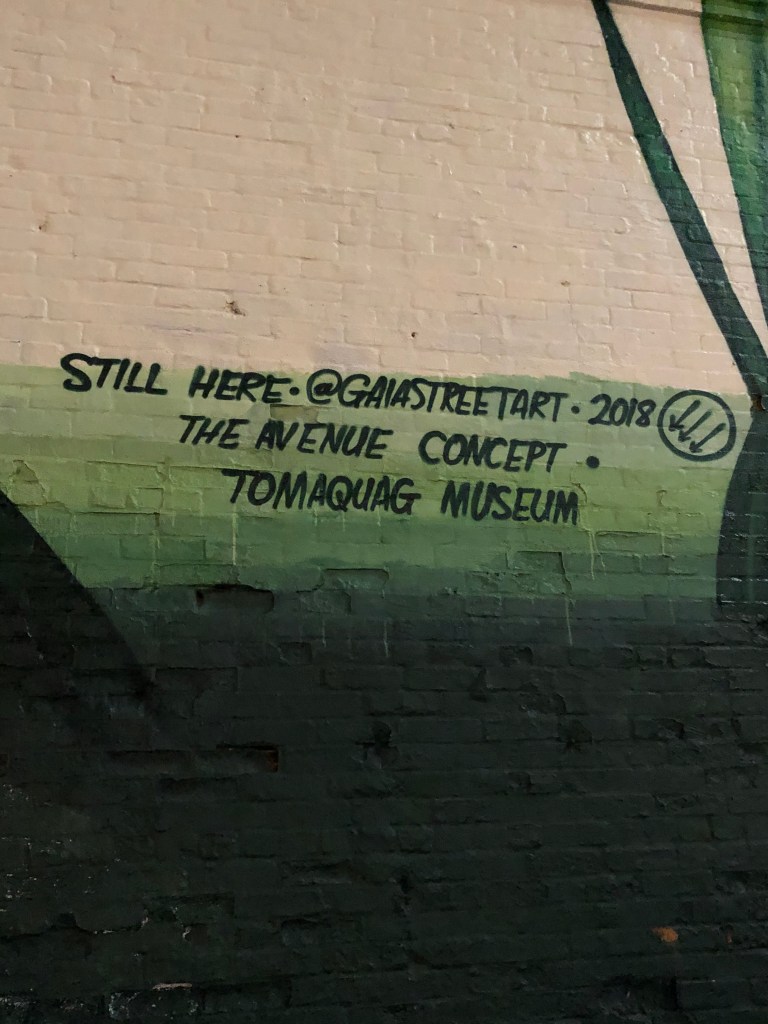 STILL HERE · @GAIASTREETART · 2018
THE AVENUE CONCEPT ·
TOMAQUAG MUSEUM